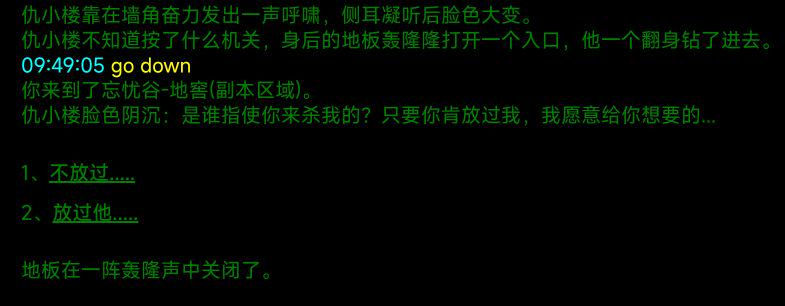 仇小楼靠在墙角奋力发出一声呼啸，侧耳凝听后脸色大变。
仇小楼不知道按了什么机关，身后的地板轰隆隆打开一个入口，他一个翻身钻了进去。
09:49:05 go down
你来到了忘忧谷-地窖(副本区域)。
仇小楼脸色阴沉：是谁指使你来杀我的？只要你肯放过我，我愿意给你想要的...
1、不放过.....
2、放过他.....
地板在一阵轰隆声中关闭了。